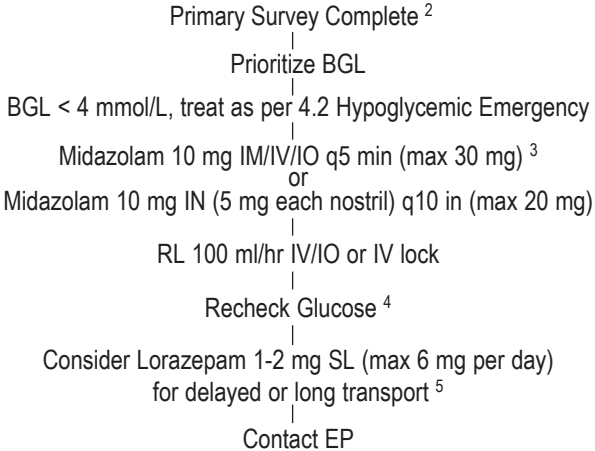 Primary Survey Complete 2
Prioritize BGL
BGL < 4 mmol/L, treat as per 4.2 Hypoglycemic Emergency
Midazolam 10 mg IM/IV/IO q5 min (max 30 mg) 3
or
Midazolam 10 mg IN (5 mg each nostril) q10 in (max 20 mg)
RL 100 ml/hr IV/IO or IV lock
Recheck Glucose 4
Consider Lorazepam 1-2 mg SL (max 6 mg per day)
for delayed or long transport 5
Contact EP